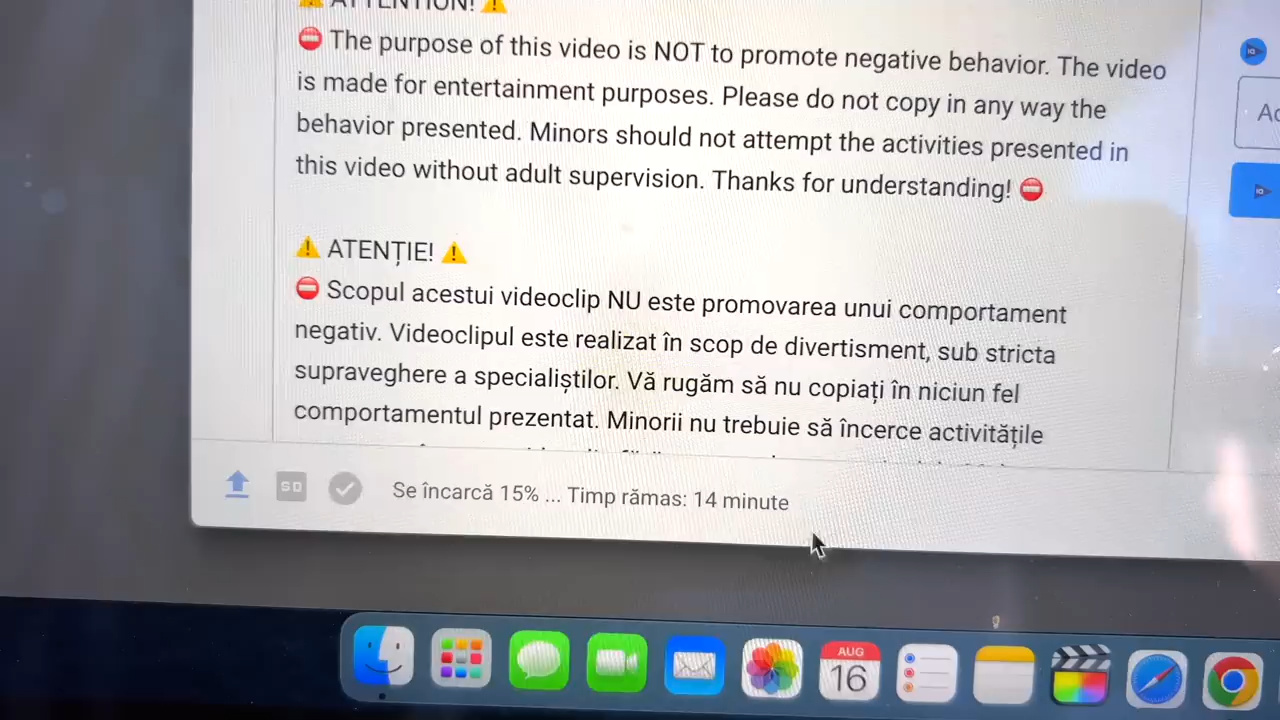 ⚠️ ATTENTION! ⚠️
⛔ The purpose of this video is NOT to promote negative behavior. The video
is made for entertainment purposes. Please do not copy in any way the
behavior presented. Minors should not attempt the activities presented in
this video without adult supervision. Thanks for understanding! ⛔
⚠️ ATENȚIE! ⚠️
⛔ Scopul acestui videoclip NU este promovarea unui comportament
negativ. Videoclipul este realizat în scop de divertisment, sub stricta
supraveghere a specialiștilor. Vă rugăm să nu copiați în niciun fel
comportamentul prezentat. Minorii nu trebuie să încerce activitățile
SD
Se încarcă 15% ... Timp rămas: 14 minute
AUG
16